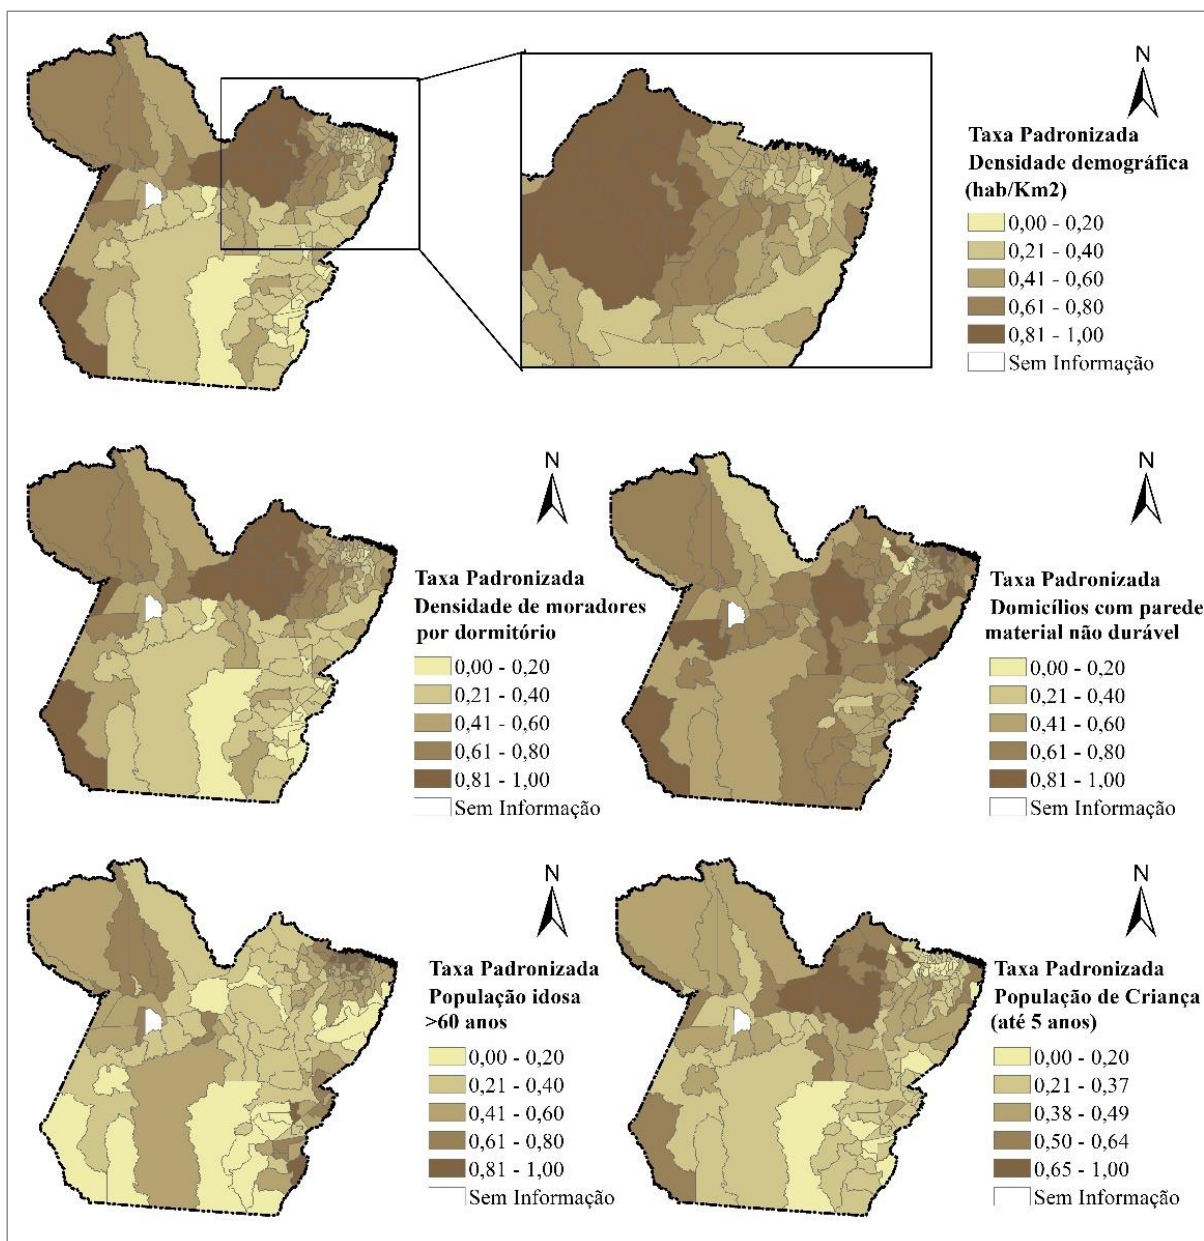 N
Taxa Padronizada
Densidade demográfica
(hab/Km2)
0,00 - 0,20
0,21 - 0,40
0,41 - 0,60
0,61 - 0,80
0,81 - 1,00
Sem Informação
N
Taxa Padronizada
Densidade de moradores
por dormitório
0,00 - 0,20
0,21 - 0,40
0,41 - 0,60
0,61 - 0,80
0,81 - 1,00
Sem Informação
N
Taxa Padronizada
Domicílios com parede
material não durável
0,00 - 0,20
0,21 - 0,40
0,41 - 0,60
0,61 - 0,80
0,81 - 1,00
Sem Informação
N
Taxa Padronizada
População idosa
>60 anos
0,00 - 0,20
0,21 - 0,40
0,41 - 0,60
0,61 - 0,80
0,81 - 1,00
Sem Informação
N
Taxa Padronizada
População de Criança
(até 5 anos)
0,00 - 0,20
0,21 - 0,37
0,38 - 0,49
0,50 - 0,64
0,65 - 1,00
Sem Informação